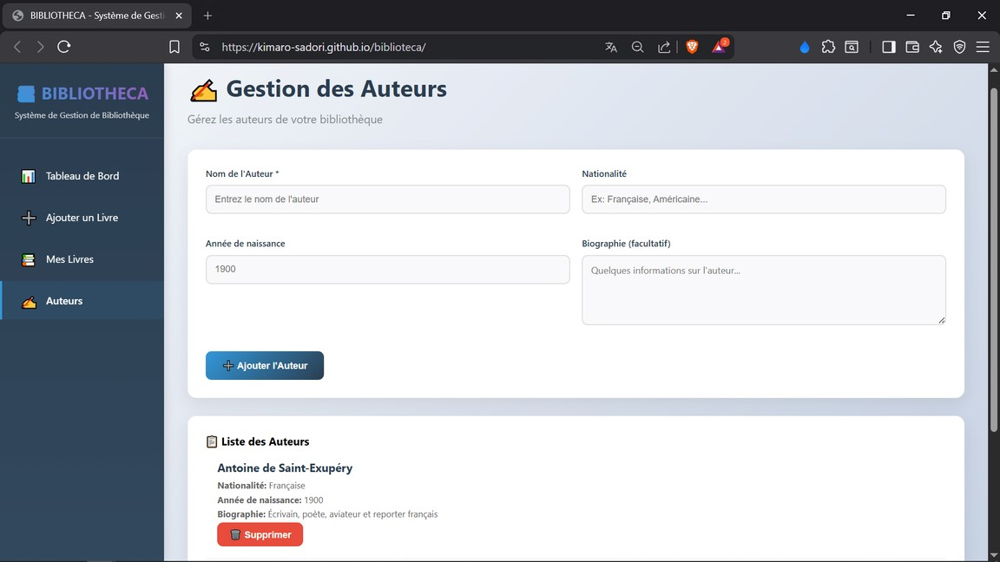 BIBLIOTHECA - Système de Gesti
https://kimaro-sadori.github.io/biblioteca/
2
BIBLIOTHECA
Système de Gestion de Bibliothèque
Tableau de Bord
Ajouter un Livre
Mes Livres
Auteurs
Gestion des Auteurs
Gérez les auteurs de votre bibliothèque
Nom de l'Auteur *
Entrez le nom de l'auteur
Nationalité
Ex: Française, Américaine...
Année de naissance
1900
Biographie (facultatif)
Quelques informations sur l'auteur...
Ajouter l'Auteur
Liste des Auteurs
Antoine de Saint-Exupéry
Nationalité: Française
Année de naissance: 1900
Biographie: Écrivain, poète, aviateur et reporter français
Supprimer